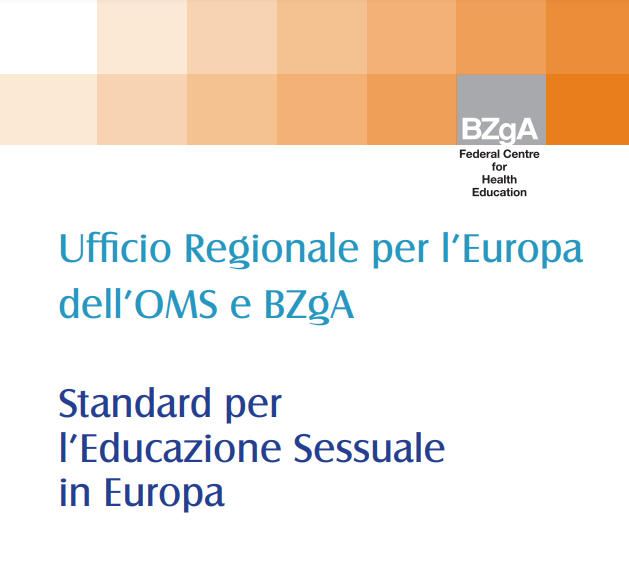 BZgA
Federal Centre
for
Health
Education
Ufficio Regionale per l'Europa
dell'OMS e BZgA
Standard per
l'Educazione Sessuale
in Europa